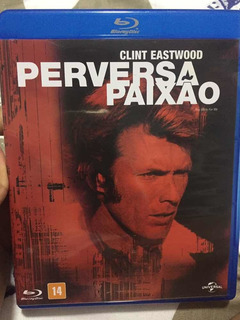 Blu-ray Disc
CLINT EASTWOOD
PERVERSA
PAIXÃO
14
UNIVERSAL